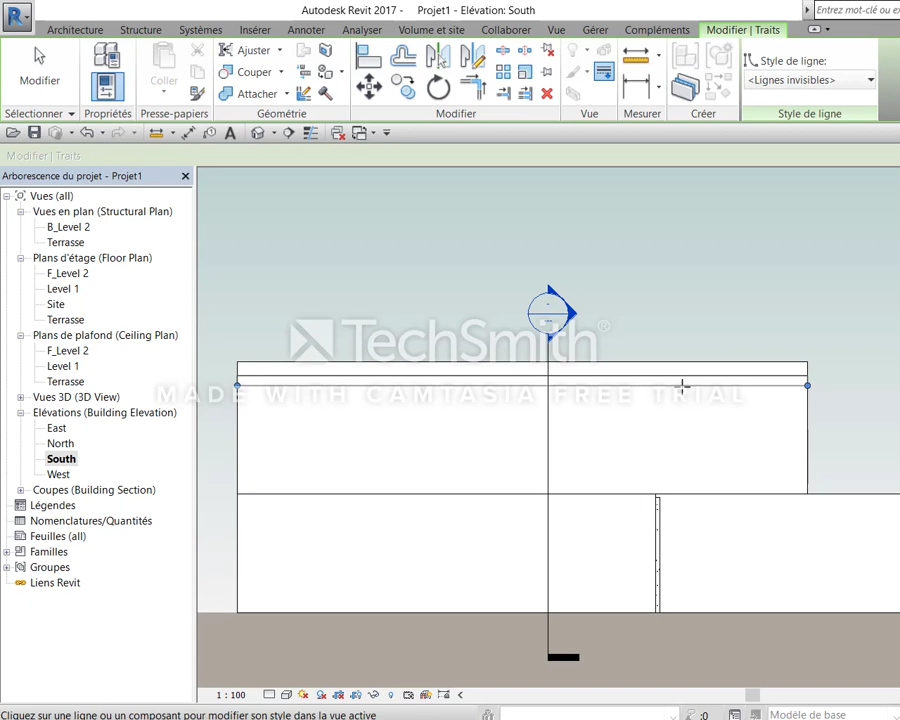 Autodesk Revit 2017 - Projet1 - Elévation: South
Entrez mot-clé ou e
Architecture Structure Systèmes Insérer Annoter Analyser Volume et site Collaborer Vue Gérer Compléments Modifier | Traits
Modifier
Coller
Ajuster
Couper
Attacher
Style de ligne:
<Lignes invisibles>
Sélectionner Propriétés Presse-papiers Géométrie Modifier Vue Mesurer Créer Style de ligne
Modifier | Traits
Arborescence du projet - Projet1
Vues (all)
Vues en plan (Structural Plan)
B_Level 2
Terrasse
Plans d'étage (Floor Plan)
F_Level 2
Level 1
Site
Terrasse
Plans de plafond (Ceiling Plan)
F_Level 2
Level 1
Terrasse
Vues 3D (3D View)
Elévations (Building Elevation)
East
North
South
West
Coupes (Building Section)
Légendes
Nomenclatures/Quantités
Feuilles (all)
Familles
Groupes
Liens Revit
TechSmith®
MADE WITH CAMTASIA FREE TRIAL
1 : 100
Cliquez sur une ligne ou un composant pour modifier son style dans la vue active
:0
Modèle de base